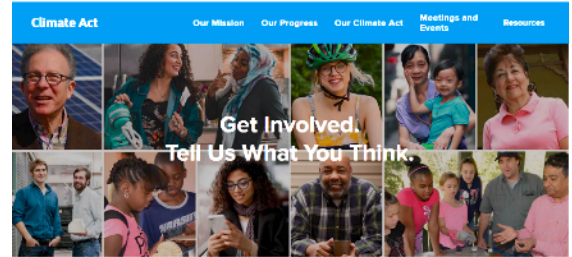 Climate Act
Our Mission
Our Progress
Our Climate Act
Meetings and
Events
Resources
Get Involved.
Tell Us What You Think.